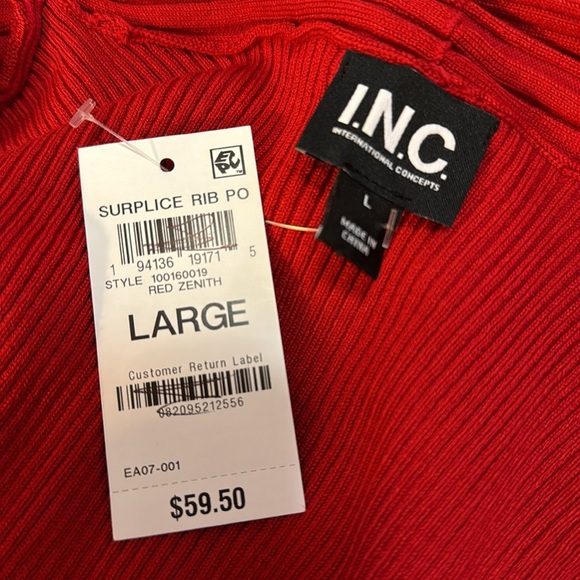 SURPLICE RIB PO
1 94136 19171 5
STYLE 100160019
RED ZENITH
LARGE
Customer Return Label
082095212556
EA07-001
$59.50
I.N.C.
INTERNATIONAL CONCEPTS
L
MADE IN
CHINA